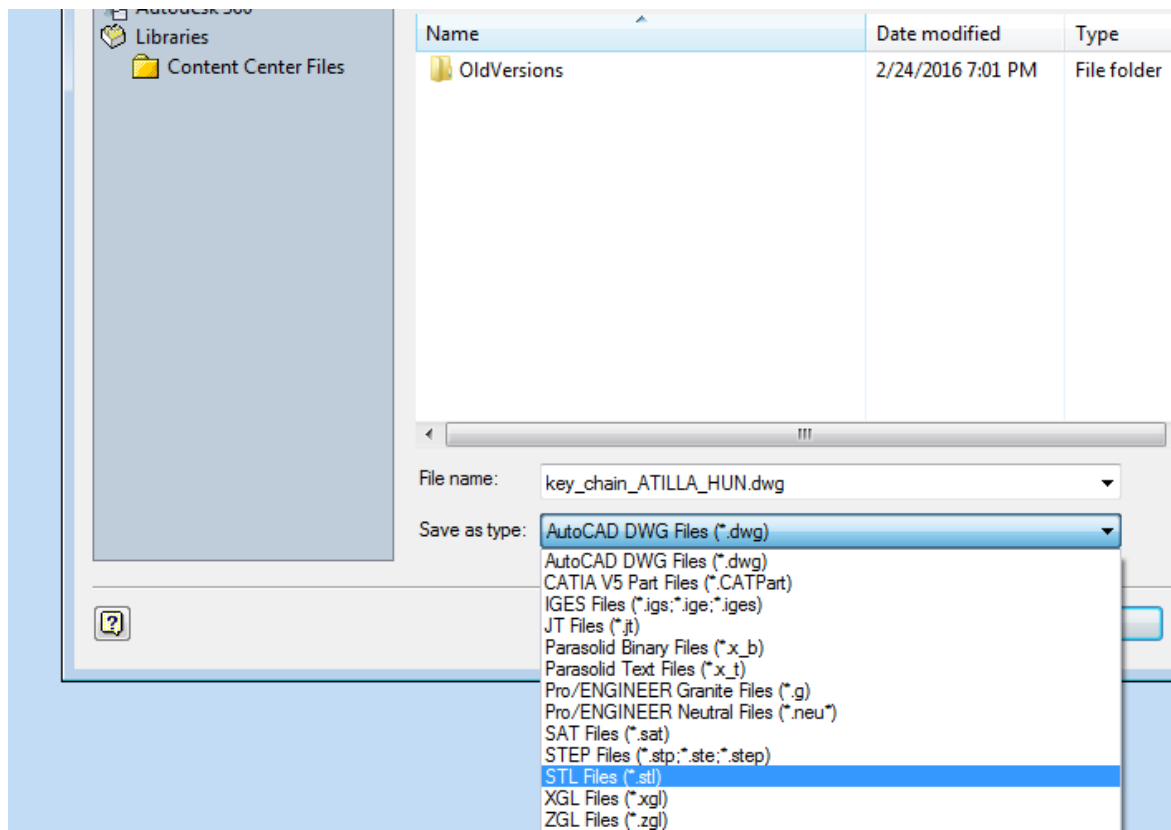 Autodesk 360
Libraries
Content Center Files
Name Date modified Type
OldVersions 2/24/2016 7:01 PM File folder
File name: key_chain_ATILLA_HUN.dwg
Save as type: AutoCAD DWG Files (*.dwg)
AutoCAD DWG Files (*.dwg)
CATIA V5 Part Files (*.CATPart)
IGES Files (*.igs;*.ige;*.iges)
JT Files (*.jt)
Parasolid Binary Files (*.x_b)
Parasolid Text Files (*.x_t)
Pro/ENGINEER Granite Files (*.g)
Pro/ENGINEER Neutral Files (*.neu*)
SAT Files (*.sat)
STEP Files (*.stp;*.ste;*.step)
STL Files (*.stl)
XGL Files (*.xgl)
ZGL Files (*.zgl)